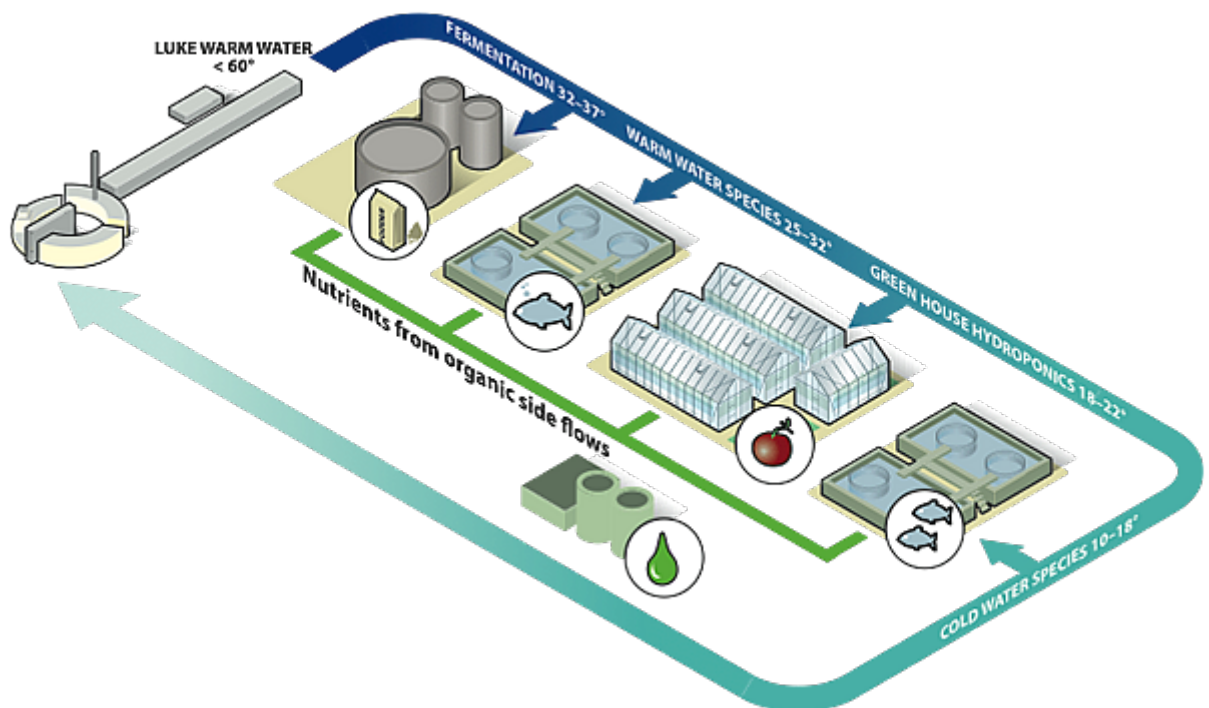 LUKE WARM WATER
< 60°
FERMENTATION 32–37°
WARM WATER SPECIES 25–32°
GREEN HOUSE HYDROPONICS 18–22°
COLD WATER SPECIES 10–18°
Nutrients from organic side flows